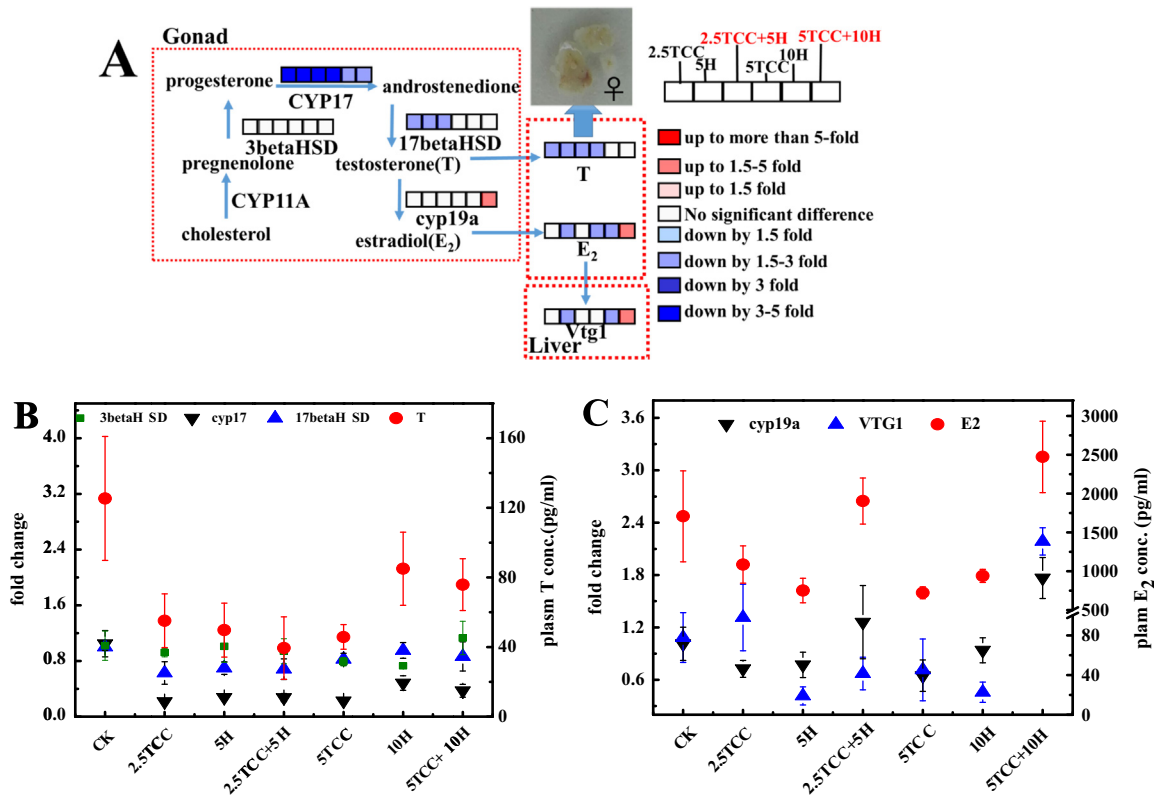 A
Gonad
progesterone
CYP17
androstenedione
3betaHSD
17betaHSD
pregnenolone
testosterone(T)
CYP11A
cyp19a
cholesterol
estradiol(E2)
♀
T
E2
Vtg1
Liver
2.5TCC
5H
2.5TCC+5H
5TCC
10H
5TCC+10H
up to more than 5-fold
up to 1.5-5 fold
up to 1.5 fold
No significant difference
down by 1.5 fold
down by 1.5-3 fold
down by 3 fold
down by 3-5 fold
B
3betaH SD
cyp17
17betaH SD
T
fold change
4.0
3.2
2.4
1.6
0.8
0.0
160
120
80
40
0
plasm T conc.(pg/ml)
CK
2.5TCC
5H
2.5TCC+5H
5TCC
10H
5TCC+ 10H
C
cyp19a
VTG1
E2
fold change
3.6
3.0
2.4
1.8
1.2
0.6
3000
2500
2000
1500
1000
500
80
40
0
plam E2 conc. (pg/ml)
CK
2.5TCC
5H
2.5TCC+5H
5TCC
10H
5TCC+10H